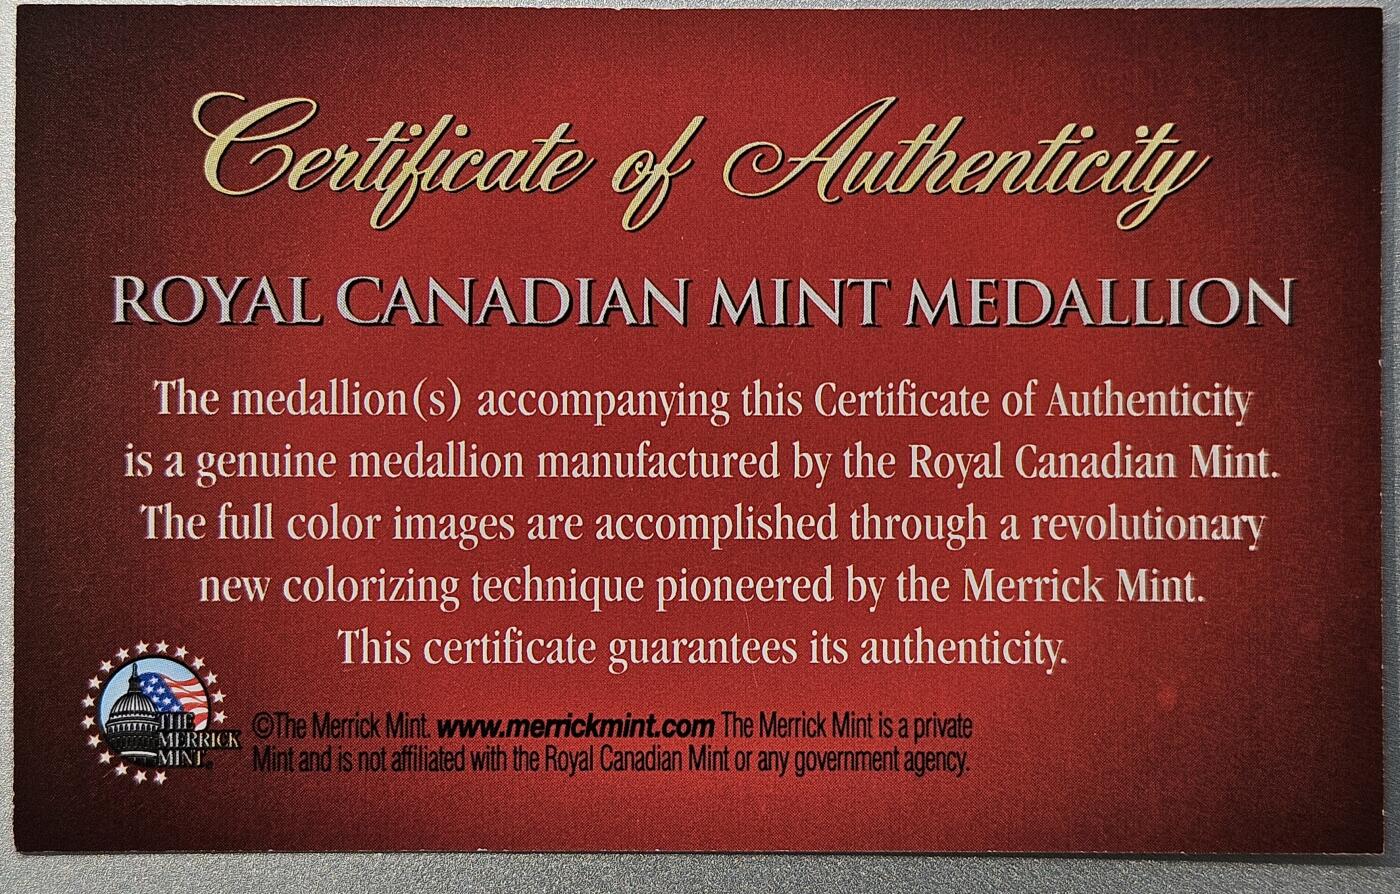 Certificate of Authenticity
ROYAL CANADIAN MINT MEDALLION
The medallion(s) accompanying this Certificate of Authenticity
is a genuine medallion manufactured by the Royal Canadian Mint.
The full color images are accomplished through a revolutionary
new colorizing technique pioneered by the Merrick Mint.
This certificate guarantees its authenticity.
THE
MERRICK
MINT.
©The Merrick Mint. www.merrickmint.com The Merrick Mint is a private
Mint and is not affiliated with the Royal Canadian Mint or any government agency.